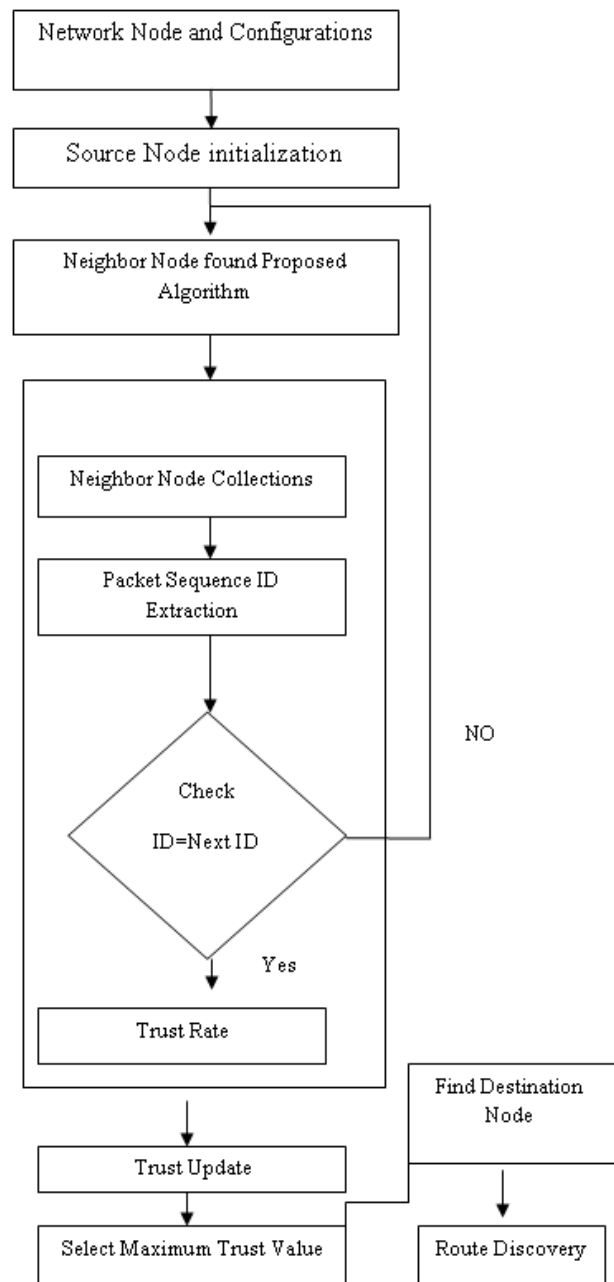 Network Node and Configurations
Source Node initialization
Neighbor Node found Proposed
Algorithm
Neighbor Node Collections
Packet Sequence ID
Extraction
Check
ID=Next ID
NO
Yes
Trust Rate
Trust Update
Select Maximum Trust Value
Find Destination
Node
Route Discovery